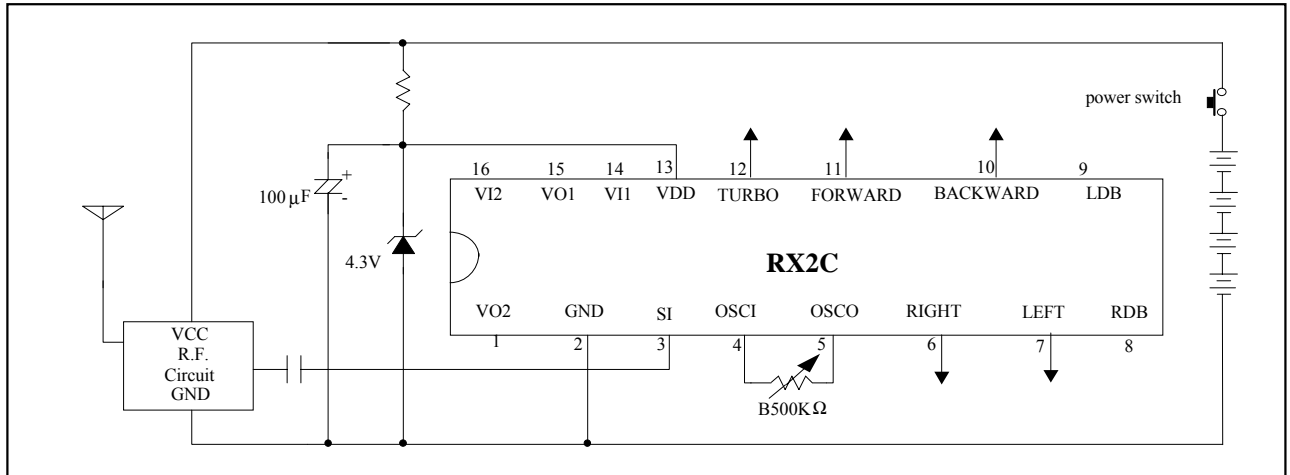 power switch
16 15 14 13 12 11 10 9
100μF + -
VI2 VO1 VI1 VDD TURBO FORWARD BACKWARD LDB
4.3V
RX2C
VO2 GND SI OSCI OSCO RIGHT LEFT RDB
1 2 3 4 5 6 7 8
VCC
R.F.
Circuit
GND
B500KΩ